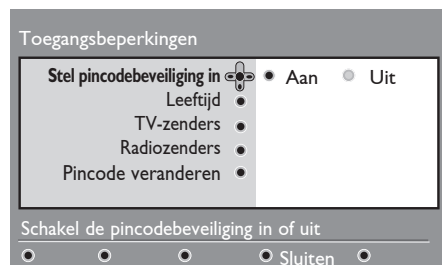 Toegangsbeperkingen
Stel pincodebeveiliging in Aan Uit
Leeftijd
TV-zenders
Radiozenders
Pincode veranderen
Schakel de pincodebeveiliging in of uit
Sluiten